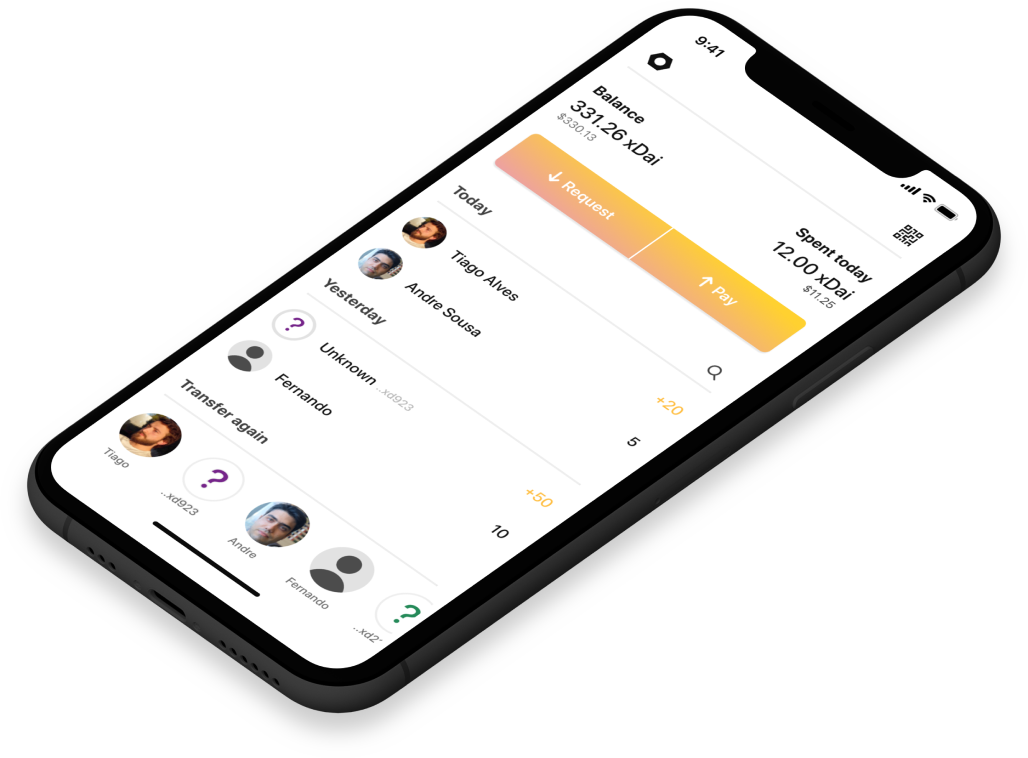 9:41
Balance
331.26 xDai
$330.13
Spent today
12.00 xDai
$11.25
Request
Pay
Today
Tiago Alves
+20
Andre Sousa
5
Yesterday
Unknown ..xd923
+50
Fernando
10
Transfer again
Tiago
..xd923
Andre
Fernando
..xd2